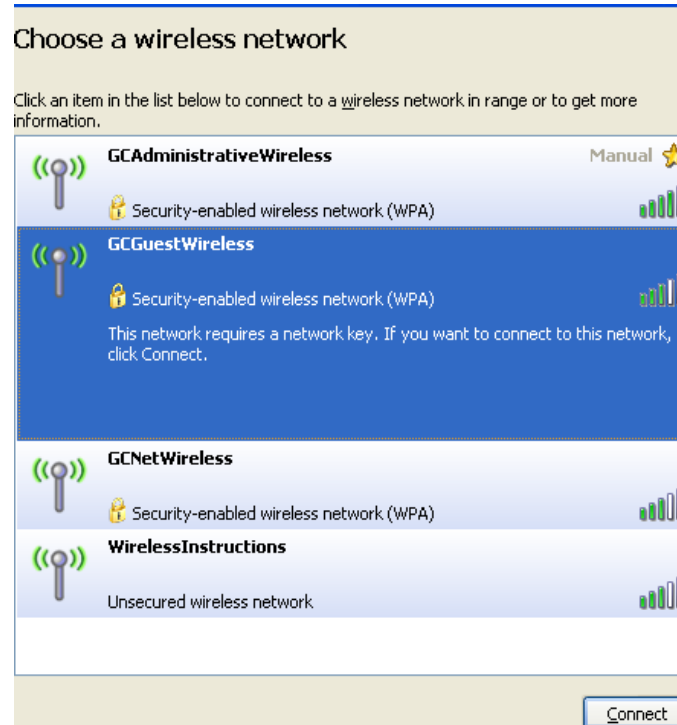 Choose a wireless network
Click an item in the list below to connect to a wireless network in range or to get more
information.
GCAdministrativeWireless
Manual
Security-enabled wireless network (WPA)
GCGuestWireless
Security-enabled wireless network (WPA)
This network requires a network key. If you want to connect to this network,
click Connect.
GCNetWireless
Security-enabled wireless network (WPA)
WirelessInstructions
Unsecured wireless network
Connect